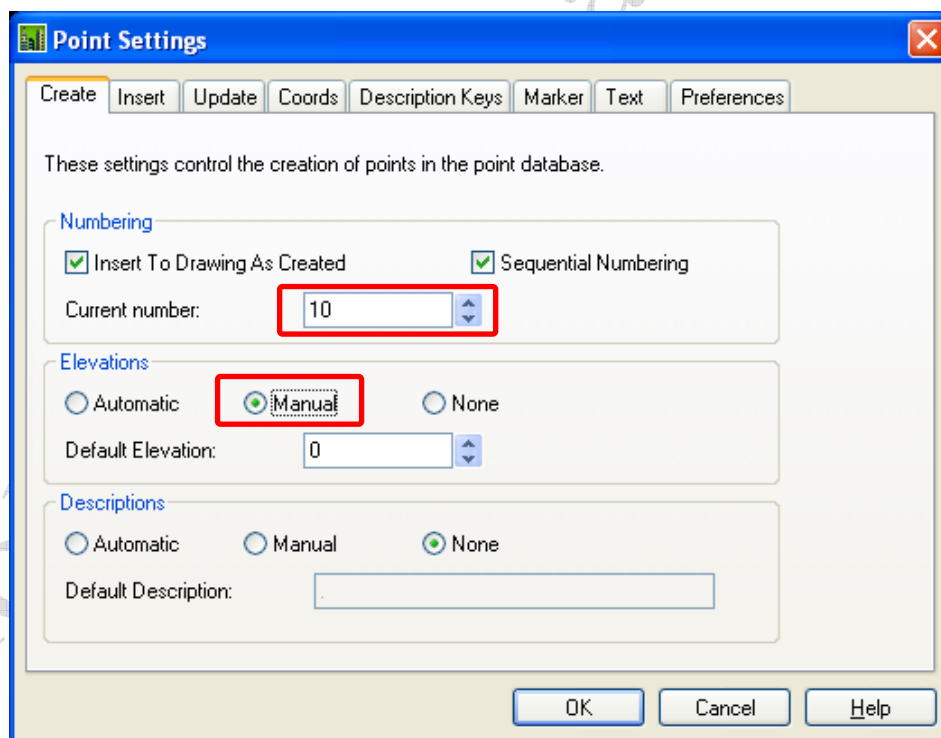 Point Settings
Create Insert Update Coords Description Keys Marker Text Preferences
These settings control the creation of points in the point database.
Numbering
Insert To Drawing As Created Sequential Numbering
Current number: 10
Elevations
Automatic Manual None
Default Elevation: 0
Descriptions
Automatic Manual None
Default Description: .
OK Cancel Help